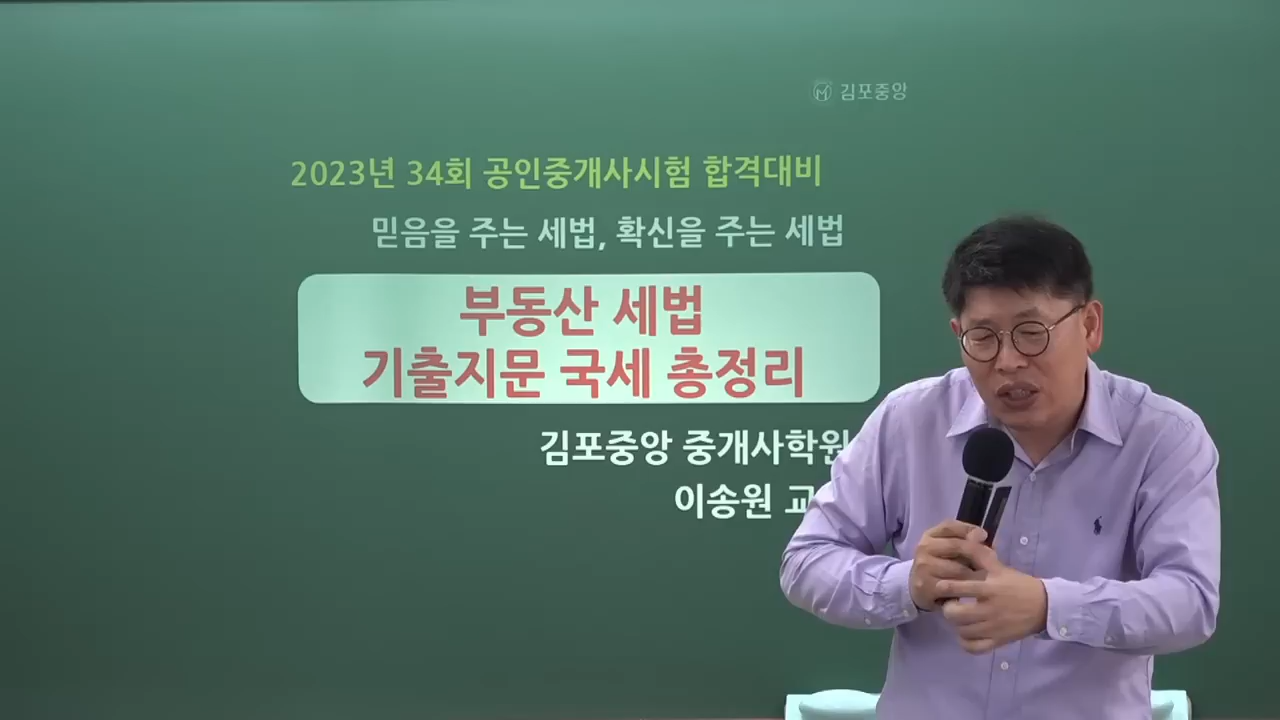 김포중앙
2023년 34회 공인중개사시험 합격대비
믿음을 주는 세법, 확신을 주는 세법
부동산 세법
기출지문 국세 총정리
김포중앙 중개사학원
이송원 교